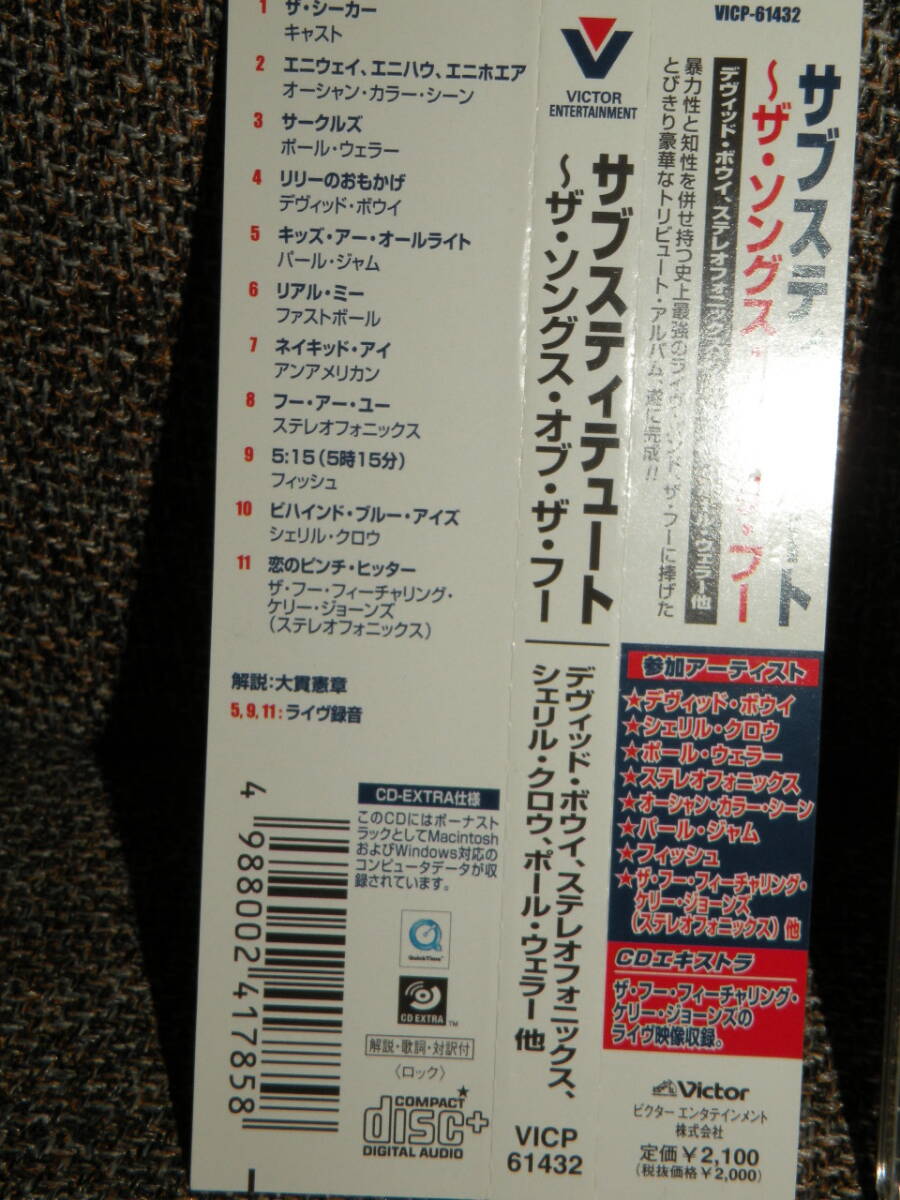 1 ザ・シーカー
キャスト
2 エニウェイ、エニハウ、エニホエア
オーシャン・カラー・シーン
3 サークルズ
ポール・ウェラー
4 リリーのおもかげ
デヴィッド・ボウイ
5 キッズ・アー・オールライト
パール・ジャム
6 リアル・ミー
ファストボール
7 ネイキッド・アイ
アンアメリカン
8 フー・アー・ユー
ステレオフォニックス
9 5:15(5時15分)
フィッシュ
10 ビハインド・ブルー・アイズ
シェリル・クロウ
11 恋のピンチ・ヒッター
ザ・フー・フィーチャリング・
ケリー・ジョーンズ
(ステレオフォニックス)
解説:大貫憲章
5,9,11:ライヴ録音
4988002417858
CD-EXTRA仕様
このCDにはボーナスト
ラックとしてMacintosh
およびWindows対応の
コンピュータデータが収
録されています。
QuickTime™
CD EXTRA™
解説・歌詞・対訳付
〈ロック〉
COMPACT
disc+
DIGITAL AUDIO
VICTOR
ENTERTAINMENT
サブスティテュート
〜ザ・ソングス・オブ・ザ・フー
デヴィッド・ボウイ、ステレオフォニックス、
シェリル・クロウ、ポール・ウェラー 他
VICP
61432
VICP-61432
サブステ ト
〜ザ・ソングス フー
デヴィッド・ボウイ、ステレオフォニックス ウェラー他
暴力性と知性を併せ持つ史上最強のライヴ・バンド、ザ・フーに捧げた
とびきり豪華なトリビュート・アルバム、遂に完成!!
参加アーティスト
★デヴィッド・ボウイ
★シェリル・クロウ
★ポール・ウェラー
★ステレオフォニックス
★オーシャン・カラー・シーン
★パール・ジャム
★フィッシュ
★ザ・フー・フィーチャリング・
ケリー・ジョーンズ
(ステレオフォニックス)他
CDエキストラ
ザ・フー・フィーチャリング・
ケリー・ジョーンズの
ライヴ映像収録。
Victor
ビクター エンタテインメント
株式会社
定価¥2,100
(税抜価格¥2,000)